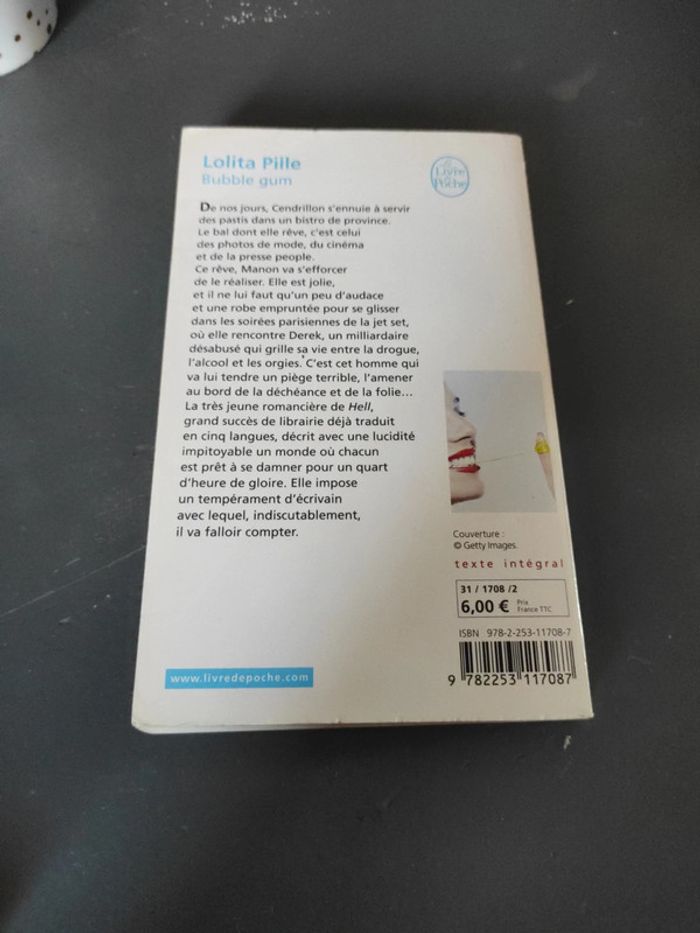 Lolita Pille
Bubble gum
Le
Livre
de
Poche
De nos jours, Cendrillon s'ennuie à servir
des pastis dans un bistro de province.
Le bal dont elle rêve, c'est celui
des photos de mode, du cinéma
et de la presse people.
Ce rêve, Manon va s'efforcer
de le réaliser. Elle est jolie,
et il ne lui faut qu'un peu d'audace
et une robe empruntée pour se glisser
dans les soirées parisiennes de la jet set,
où elle rencontre Derek, un milliardaire
désabusé qui grille sa vie entre la drogue,
l'alcool et les orgies. C'est cet homme qui
va lui tendre un piège terrible, l'amener
au bord de la déchéance et de la folie...
La très jeune romancière de Hell,
grand succès de librairie déjà traduit
en cinq langues, décrit avec une lucidité
impitoyable un monde où chacun
est prêt à se damner pour un quart
d'heure de gloire. Elle impose
un tempérament d'écrivain
avec lequel, indiscutablement,
il va falloir compter.
Couverture :
© Getty Images.
texte intégral
31 / 1708 /2
6,00 € Prix
France TTC
ISBN 978-2-253-11708-7
9 782253 117087
www.livredepoche.com